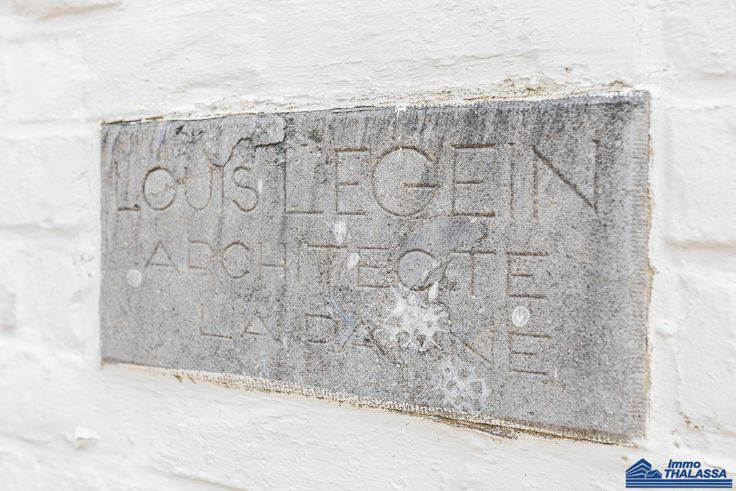 LOUIS LEGEIN
ARCHITECTE
LA PANNE
Immo
THALASSA